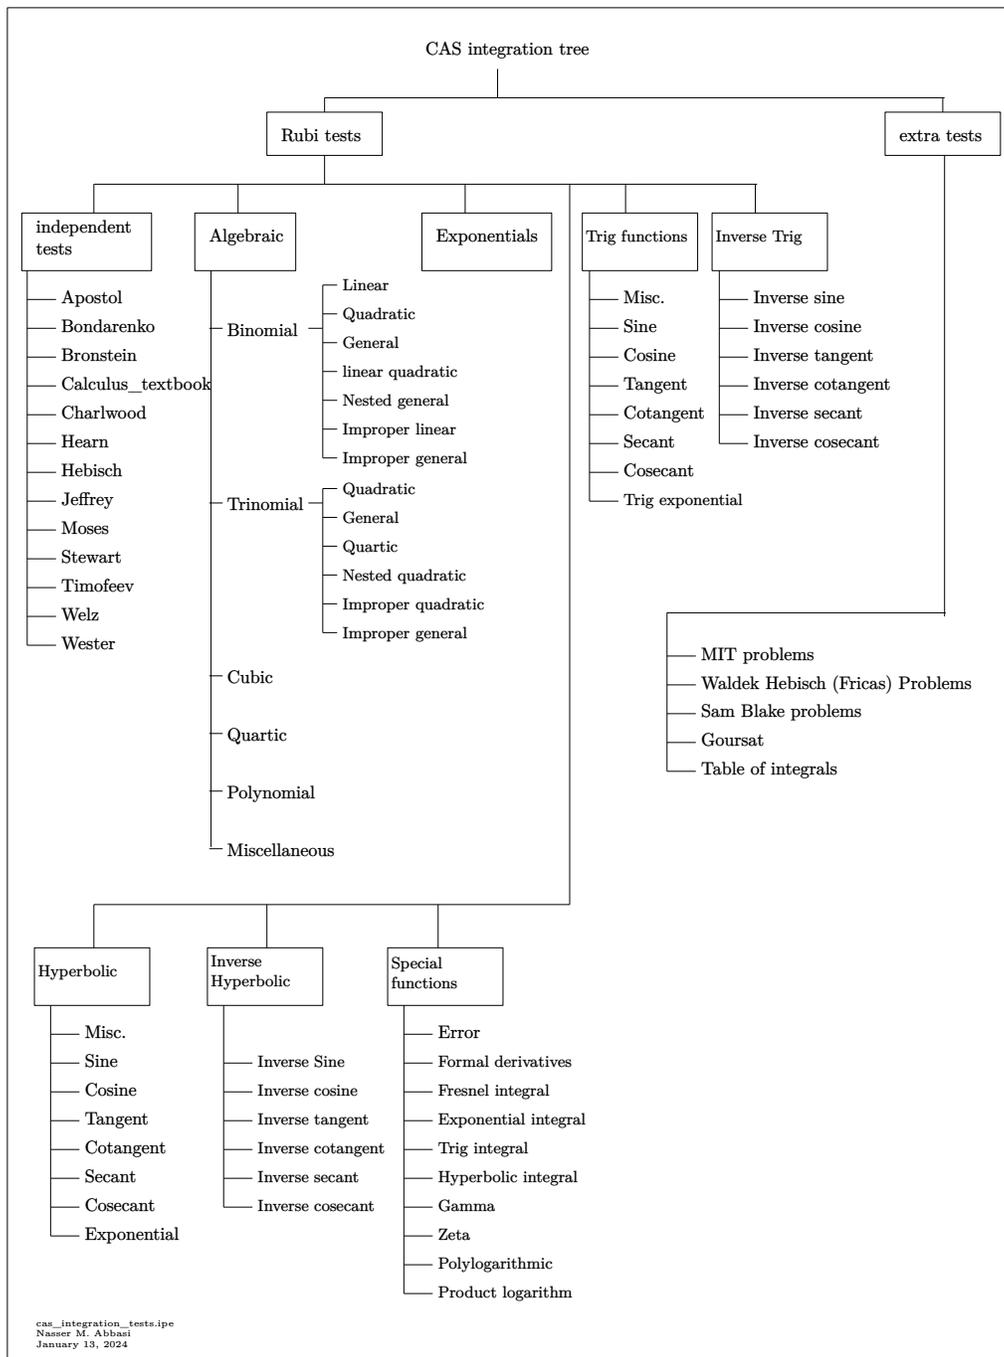 CAS integration tree
Rubi tests
extra tests
independent
tests
Apostol
Bondarenko
Bronstein
Calculus_textbook
Charlwood
Hearn
Hebisch
Jeffrey
Moses
Stewart
Timofeev
Welz
Wester
Algebraic
Binomial
Linear
Quadratic
General
linear quadratic
Nested general
Improper linear
Improper general
Trinomial
Quadratic
General
Quartic
Nested quadratic
Improper quadratic
Improper general
Cubic
Quartic
Polynomial
Miscellaneous
Exponentials
Trig functions
Misc.
Sine
Cosine
Tangent
Cotangent
Secant
Cosecant
Trig exponential
Inverse Trig
Inverse sine
Inverse cosine
Inverse tangent
Inverse cotangent
Inverse secant
Inverse cosecant
MIT problems
Waldek Hebisch (Fricas) Problems
Sam Blake problems
Goursat
Table of integrals
Hyperbolic
Misc.
Sine
Cosine
Tangent
Cotangent
Secant
Cosecant
Exponential
Inverse
Hyperbolic
Inverse Sine
Inverse cosine
Inverse tangent
Inverse cotangent
Inverse secant
Inverse cosecant
Special
functions
Error
Formal derivatives
Fresnel integral
Exponential integral
Trig integral
Hyperbolic integral
Gamma
Zeta
Polylogarithmic
Product logarithm
cas_integration_tests.ipe
Nasser M. Abbasi
January 13, 2024